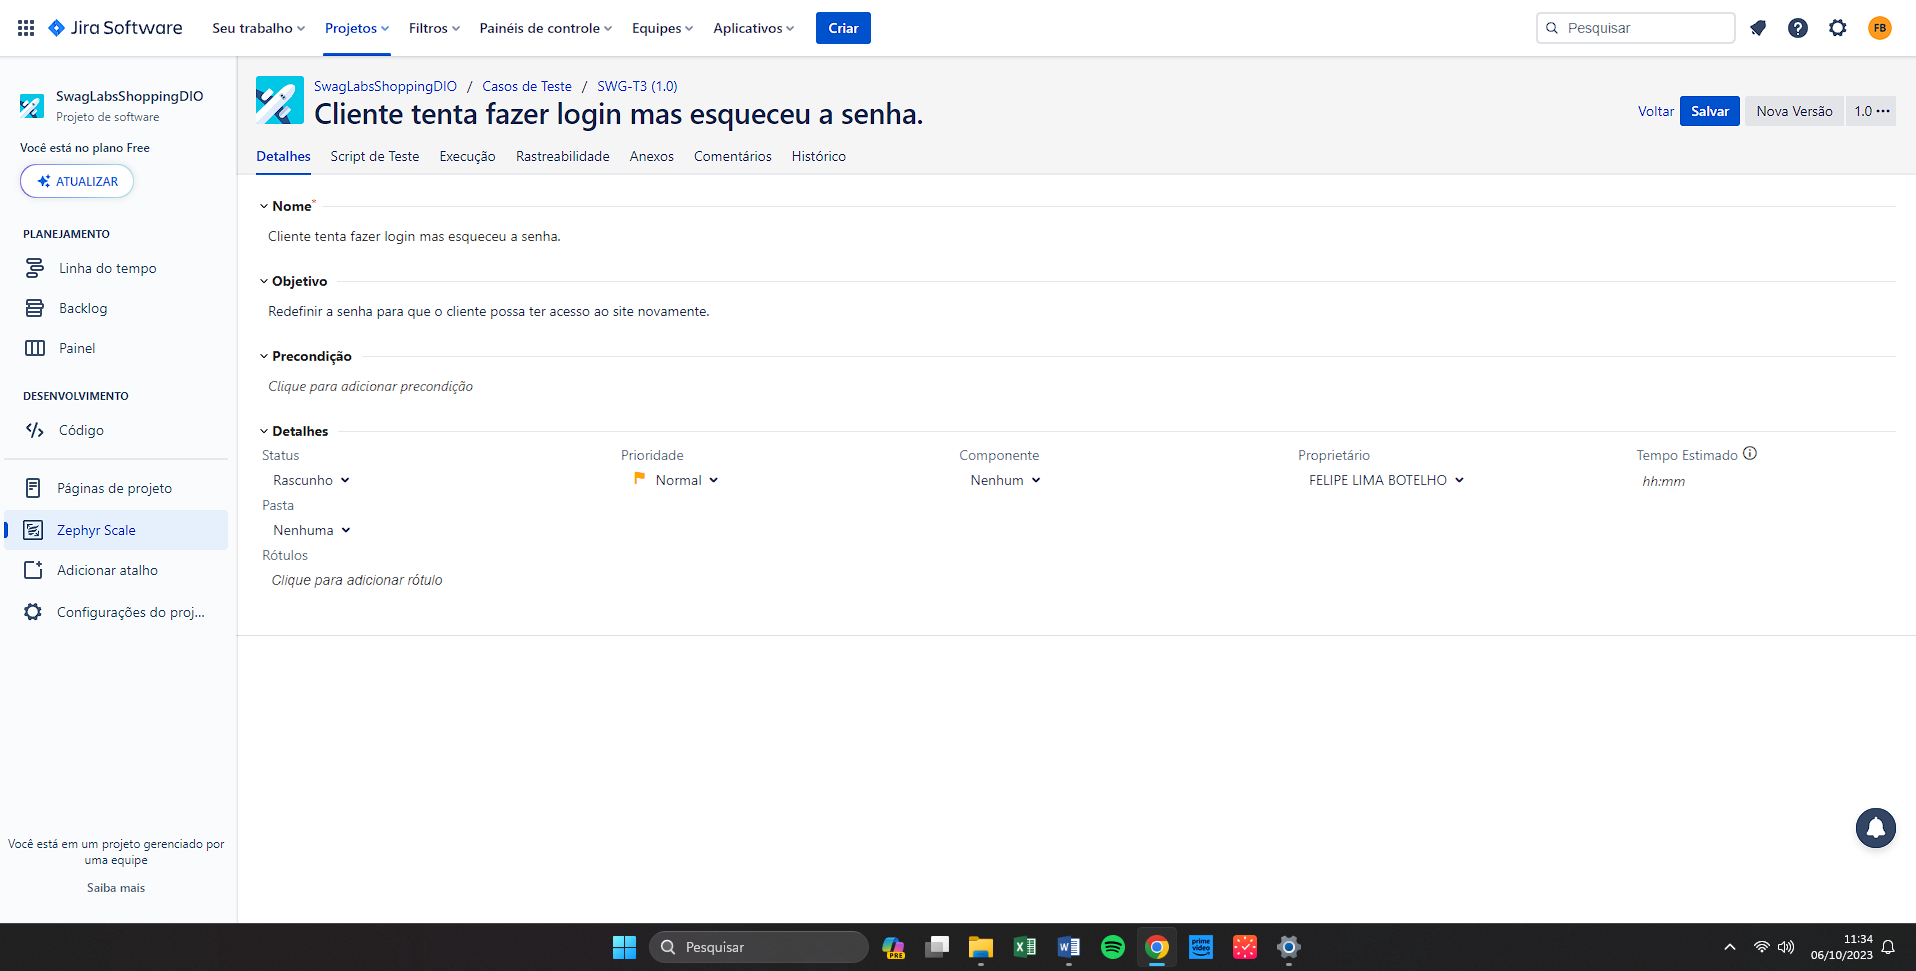 Jira Software
Seu trabalho
Projetos
Filtros
Painéis de controle
Equipes
Aplicativos
Criar
Pesquisar
FB
SwagLabsShoppingDIO
Projeto de software
Você está no plano Free
ATUALIZAR
PLANEJAMENTO
Linha do tempo
Backlog
Painel
DESENVOLVIMENTO
Código
Páginas de projeto
Zephyr Scale
Adicionar atalho
Configurações do proj...
Você está em um projeto gerenciado por
uma equipe
Saiba mais
SwagLabsShoppingDIO / Casos de Teste / SWG-T3 (1.0)
Cliente tenta fazer login mas esqueceu a senha.
Voltar
Salvar
Nova Versão
1.0 •••
Detalhes
Script de Teste
Execução
Rastreabilidade
Anexos
Comentários
Histórico
Nome*
Cliente tenta fazer login mas esqueceu a senha.
Objetivo
Redefinir a senha para que o cliente possa ter acesso ao site novamente.
Precondição
Clique para adicionar precondição
Detalhes
Status
Rascunho
Prioridade
Normal
Componente
Nenhum
Proprietário
FELIPE LIMA BOTELHO
Tempo Estimado
hh:mm
Pasta
Nenhuma
Rótulos
Clique para adicionar rótulo
Pesquisar
PRE
prime
video
11:34
06/10/2023